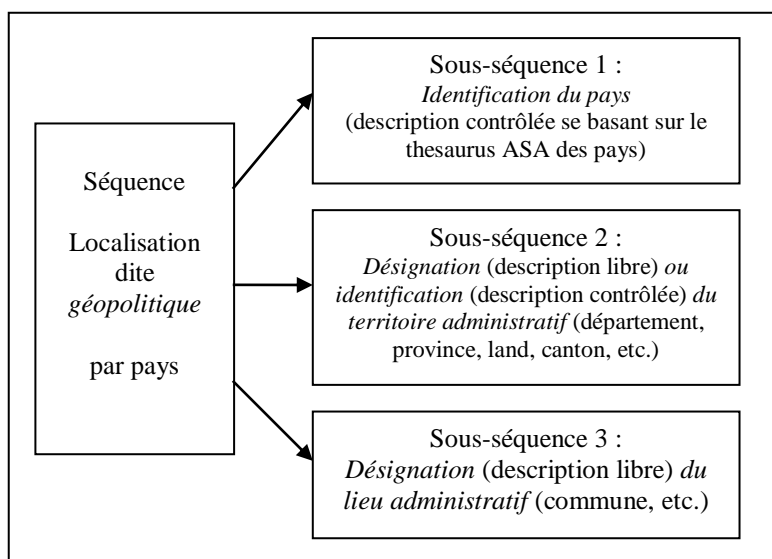 Séquence
Localisation
dite
géopolitique
par pays
Sous-séquence 1 :
Identification du pays
(description contrôlée se basant sur le
thesaurus ASA des pays)
Sous-séquence 2 :
Désignation (description libre) ou
identification (description contrôlée) du
territoire administratif (département,
province, land, canton, etc.)
Sous-séquence 3 :
Désignation (description libre) du
lieu administratif (commune, etc.)